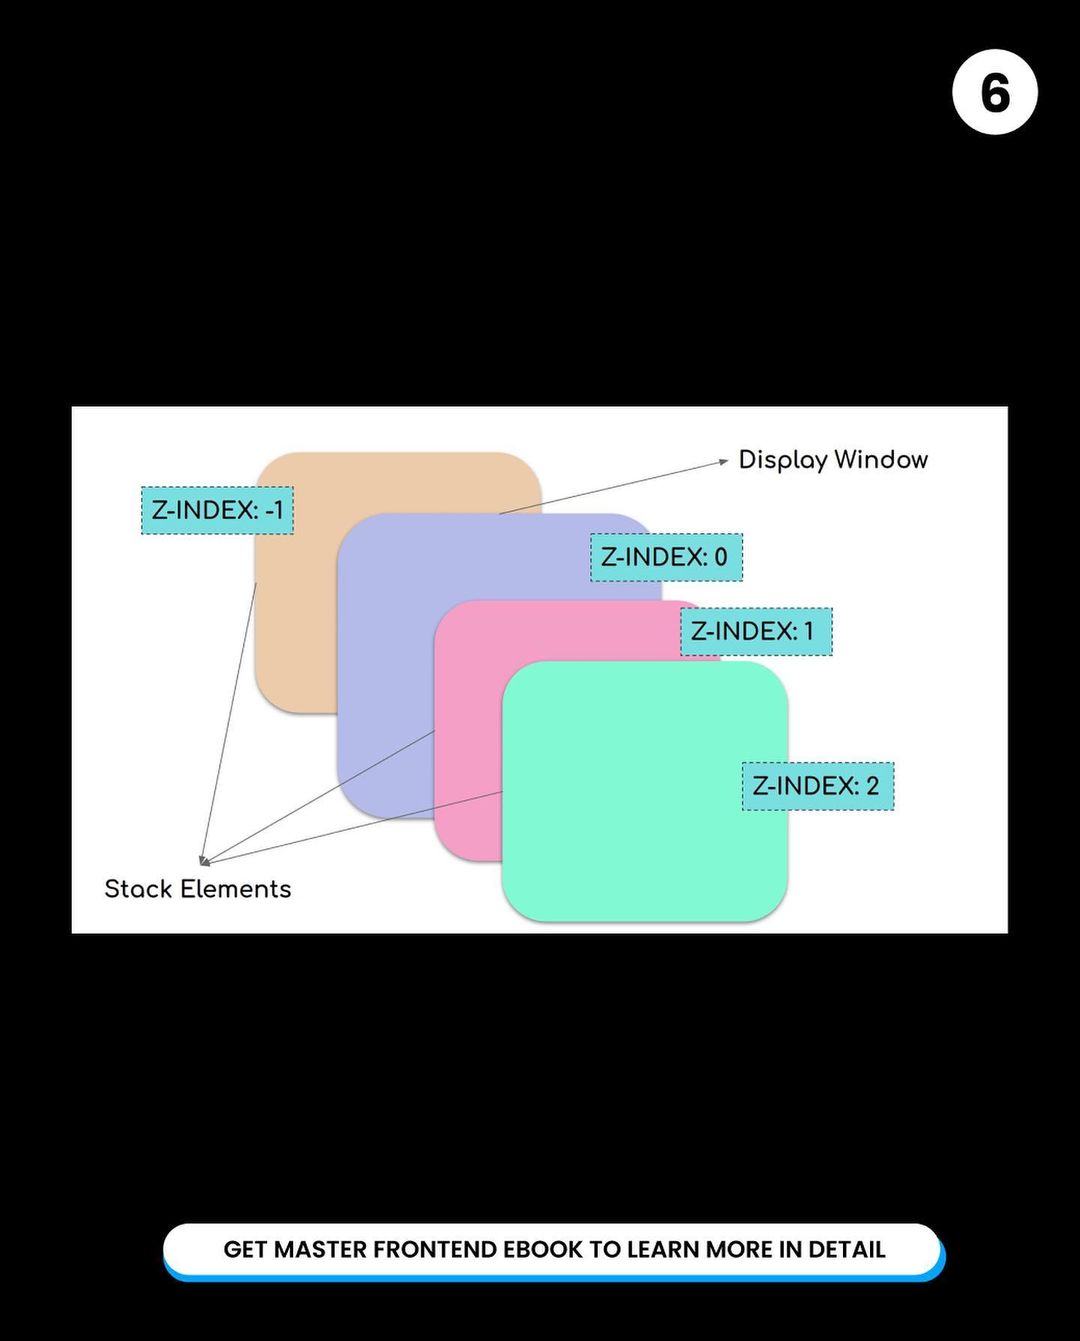 6
Display Window
Z-INDEX: -1
Z-INDEX: 0
Z-INDEX: 1
Z-INDEX: 2
Stack Elements
GET MASTER FRONTEND EBOOK TO LEARN MORE IN DETAIL